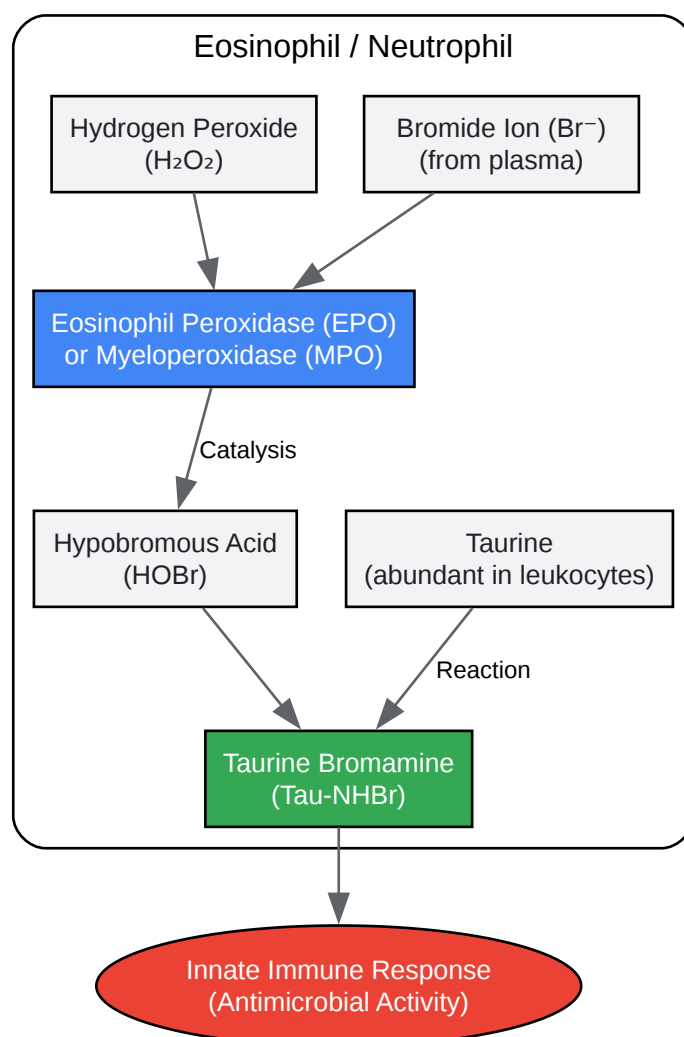 Eosinophil / Neutrophil
Hydrogen Peroxide
(H₂O₂)
Bromide Ion (Br⁻)
(from plasma)
Eosinophil Peroxidase (EPO)
or Myeloperoxidase (MPO)
Catalysis
Hypobromous Acid
(HOBr)
Taurine
(abundant in leukocytes)
Reaction
Taurine Bromamine
(Tau-NHBr)
Innate Immune Response
(Antimicrobial Activity)